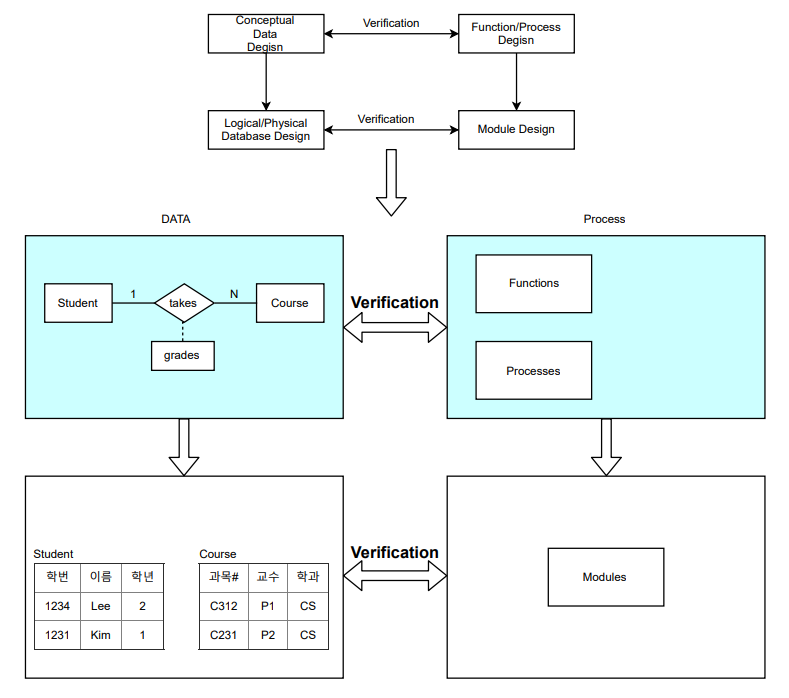 Conceptual
Data
Degisn
Verification
Function/Process
Degisn
Logical/Physical
Database Design
Verification
Module Design
DATA
Process
Student
1
takes
N
Course
grades
Verification
Functions
Processes
Student
학번 이름 학년
1234 Lee 2
1231 Kim 1
Course
과목# 교수 학과
C312 P1 CS
C231 P2 CS
Verification
Modules